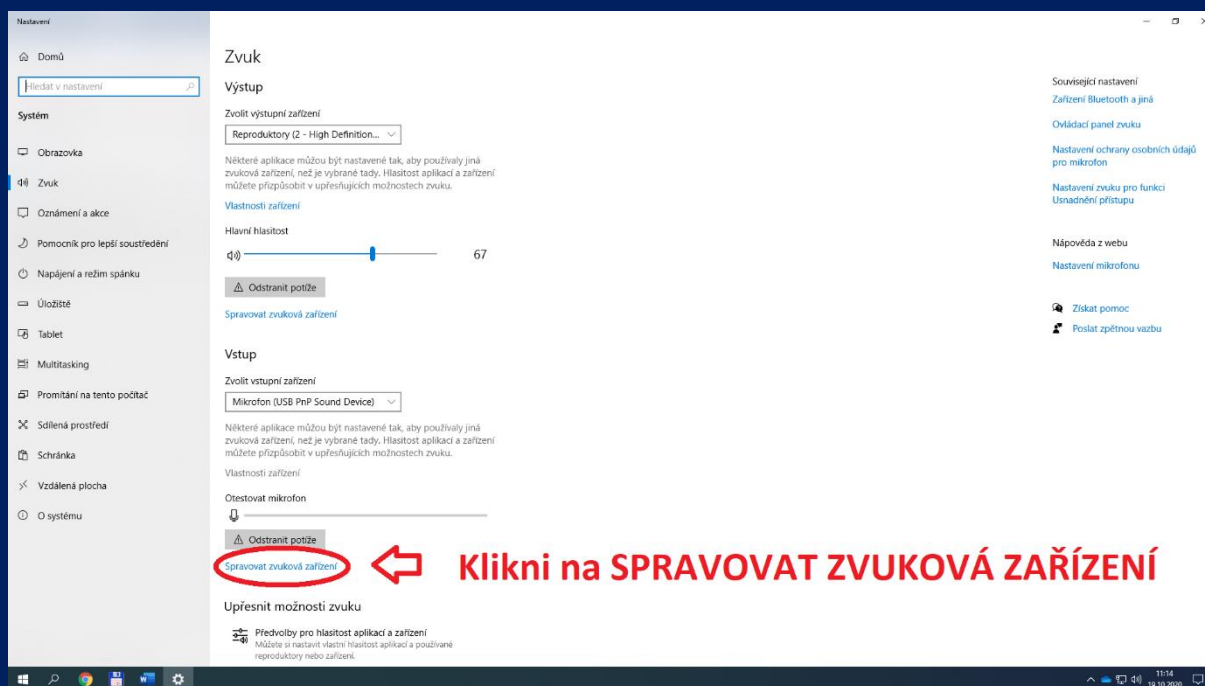 Nastavení
Domů
Hledat v nastavení
Systém
Obrazovka
Zvuk
Oznámení a akce
Pomocník pro lepší soustředění
Napájení a režim spánku
Úložiště
Tablet
Multitasking
Promítání na tento počítač
Sdílená prostředí
Schránka
Vzdálená plocha
O systému
Zvuk
Výstup
Zvolit výstupní zařízení
Reproduktory (2 - High Definition...
Některé aplikace můžou být nastavené tak, aby používaly jiná
zvuková zařízení, než je vybrané tady. Hlasitost aplikací a zařízení
můžete přizpůsobit v upřesňujících možnostech zvuku.
Vlastnosti zařízení
Hlavní hlasitost
67
Odstranit potíže
Spravovat zvuková zařízení
Vstup
Zvolit vstupní zařízení
Mikrofon (USB PnP Sound Device)
Některé aplikace můžou být nastavené tak, aby používaly jiná
zvuková zařízení, než je vybrané tady. Hlasitost aplikací a zařízení
můžete přizpůsobit v upřesňujících možnostech zvuku.
Vlastnosti zařízení
Otestovat mikrofon
Odstranit potíže
Spravovat zvuková zařízení
Klikni na SPRAVOVAT ZVUKOVÁ ZAŘÍZENÍ
Upřesnit možnosti zvuku
Předvolby pro hlasitost aplikací a zařízení
Můžete si nastavit vlastní hlasitost aplikací a používané
reproduktory nebo zařízení.
Související nastavení
Zařízení Bluetooth a jiná
Ovládací panel zvuku
Nastavení ochrany osobních údajů
pro mikrofon
Nastavení zvuku pro funkci
Usnadnění přístupu
Nápověda z webu
Nastavení mikrofonu
Získat pomoc
Poslat zpětnou vazbu
11:14
19.10.2020